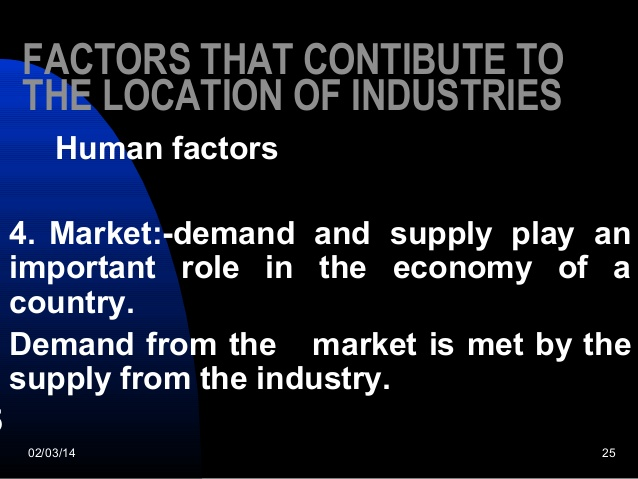 FACTORS THAT CONTIBUTE TO
THE LOCATION OF INDUSTRIES
Human factors
4. Market:-demand and supply play an
important role in the economy of a
country.
Demand from the market is met by the
supply from the industry.
02/03/14
25